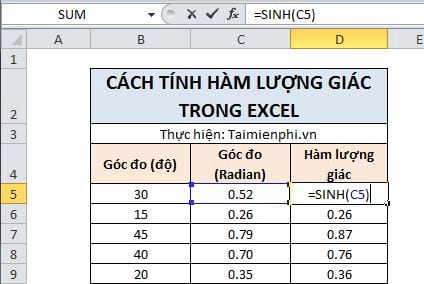 SUM
fx
=SINH(C5)
A B C D E
1
2 CÁCH TÍNH HÀM LƯỢNG GIÁC
TRONG EXCEL
3 Thực hiện: Taimienphi.vn
4 Góc đo (độ) Góc đo
(Radian) Hàm lượng
giác
5 30 0.52 =SINH(C5)
6 15 0.26 0.26
7 45 0.79 0.87
8 40 0.70 0.76
9 20 0.35 0.36